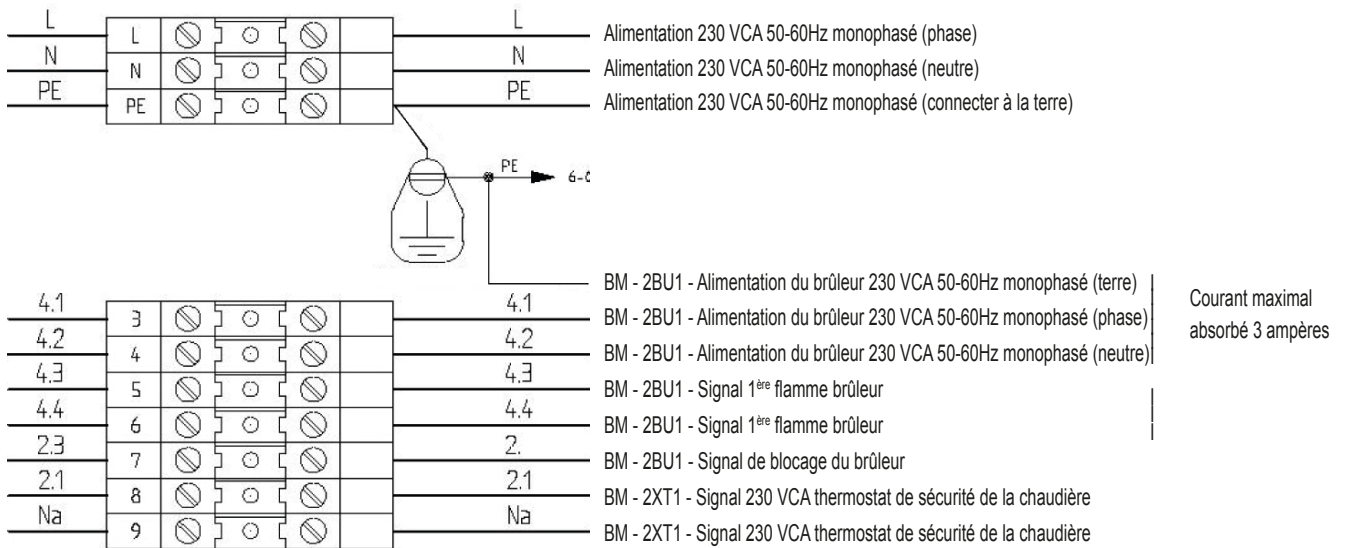 L L L Alimentation 230 VCA 50-60Hz monophasé (phase)
N N N Alimentation 230 VCA 50-60Hz monophasé (neutre)
PE PE PE Alimentation 230 VCA 50-60Hz monophasé (connecter à la terre)
PE
BM - 2BU1 - Alimentation du brûleur 230 VCA 50-60Hz monophasé (terre)
4.1 3 4.1 BM - 2BU1 - Alimentation du brûleur 230 VCA 50-60Hz monophasé (phase)
Courant maximal
absorbé 3 ampères
4.2 4 4.2 BM - 2BU1 - Alimentation du brûleur 230 VCA 50-60Hz monophasé (neutre)
4.3 5 4.3 BM - 2BU1 - Signal 1ère flamme brûleur
4.4 6 4.4 BM - 2BU1 - Signal 1ère flamme brûleur
2.3 7 2. BM - 2BU1 - Signal de blocage du brûleur
2.1 8 2.1 BM - 2XT1 - Signal 230 VCA thermostat de sécurité de la chaudière
Na 9 Na BM - 2XT1 - Signal 230 VCA thermostat de sécurité de la chaudière